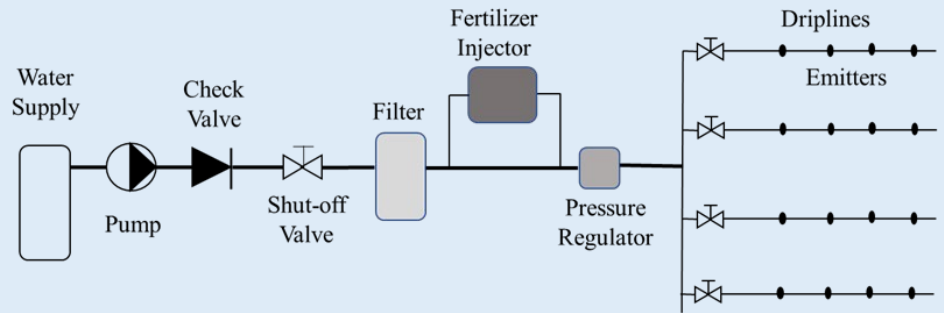 Water
Supply
Pump
Check
Valve
Shut-off
Valve
Filter
Fertilizer
Injector
Pressure
Regulator
Driplines
Emitters